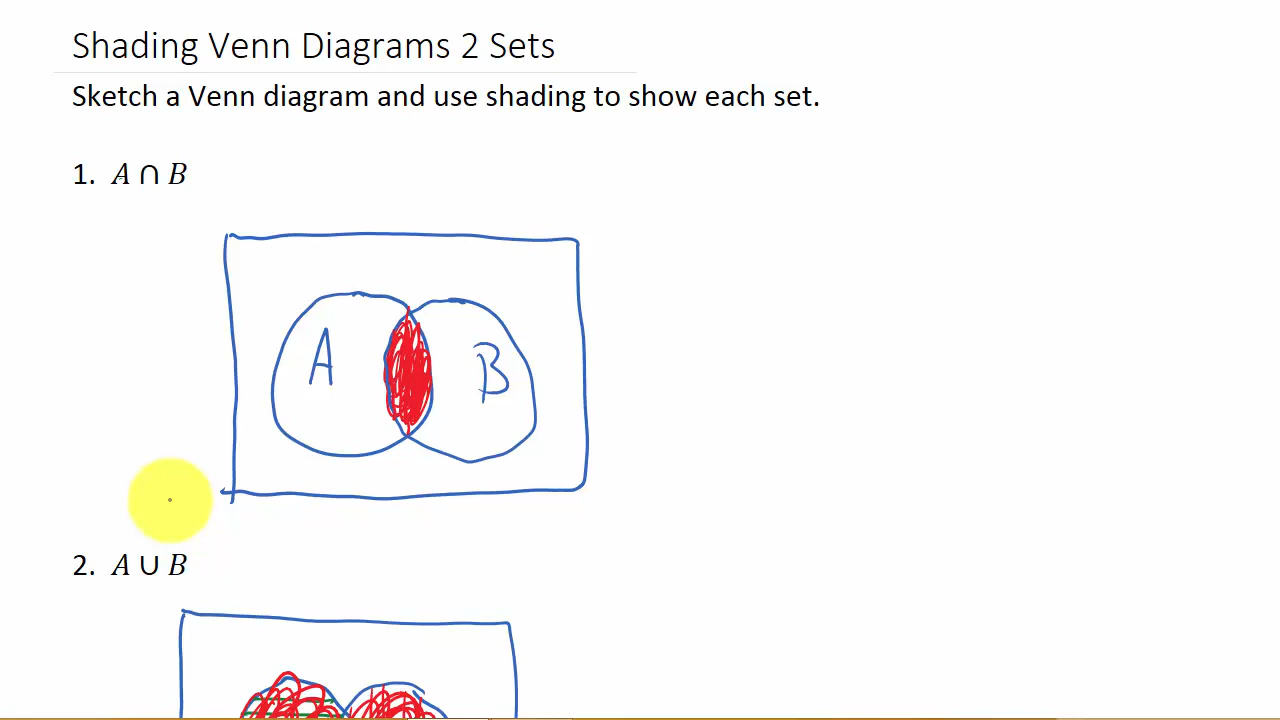 Shading Venn Diagrams 2 Sets
Sketch a Venn diagram and use shading to show each set.
1. A ∩ B
A B
2. A ∪ B